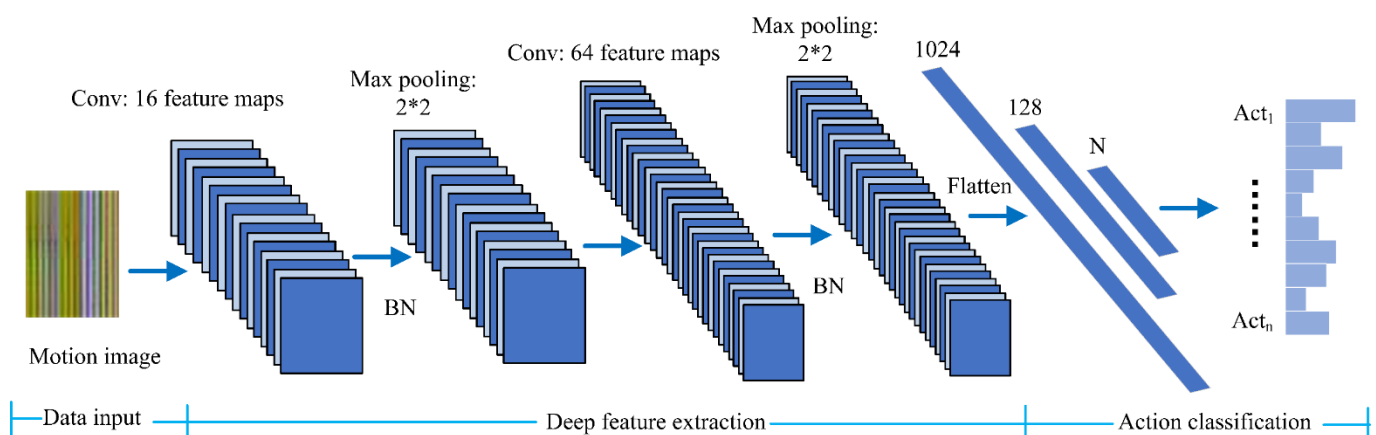 Conv: 16 feature maps
Max pooling:
2*2
Conv: 64 feature maps
Max pooling:
2*2
1024
128
N
Act₁
Actₙ
Flatten
BN
BN
Motion image
Data input
Deep feature extraction
Action classification